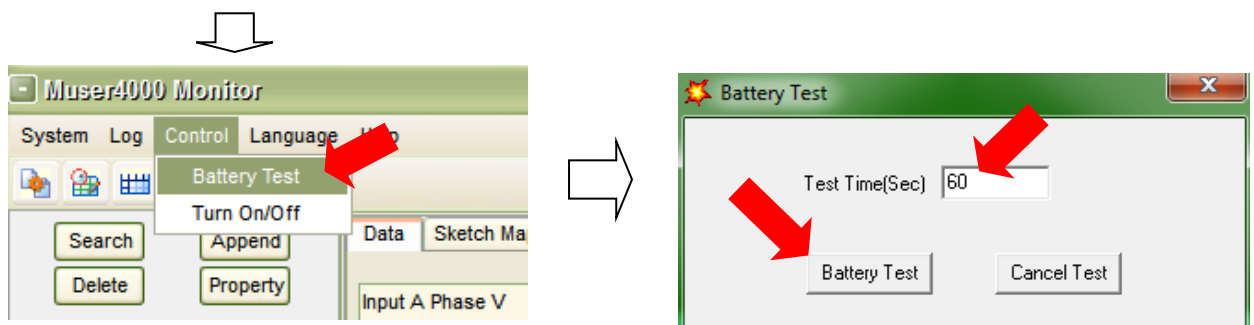 Muser4000 Monitor
System Log Control Language
Battery Test
Turn On/Off
Search Append
Delete Property
Data Sketch Ma
Input A Phase V
Battery Test
x
Test Time(Sec) 60
Battery Test Cancel Test